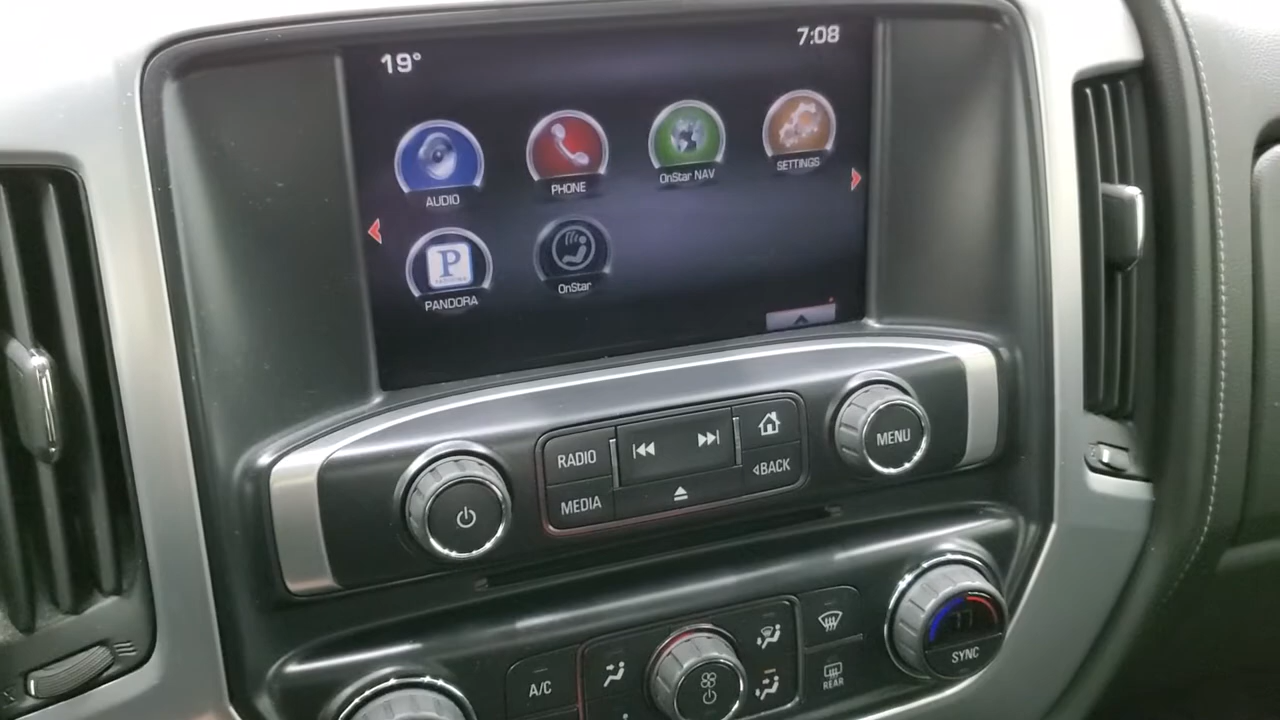 19°
7:08
AUDIO
PHONE
OnStar NAV
SETTINGS
P
PANDORA
OnStar
RADIO
MEDIA
BACK
MENU
A/C
REAR
SYNC